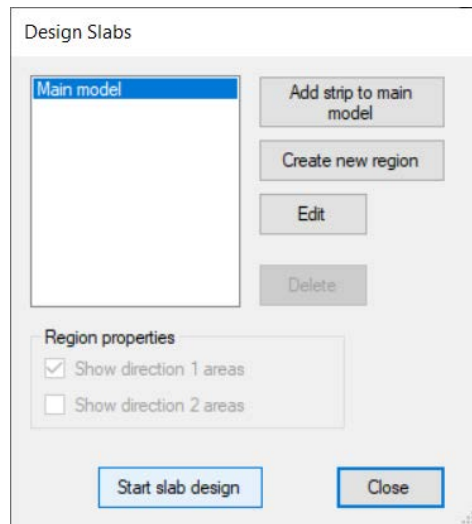 Design Slabs
Main model
Add strip to main
model
Create new region
Edit
Delete
Region properties
Show direction 1 areas
Show direction 2 areas
Start slab design
Close